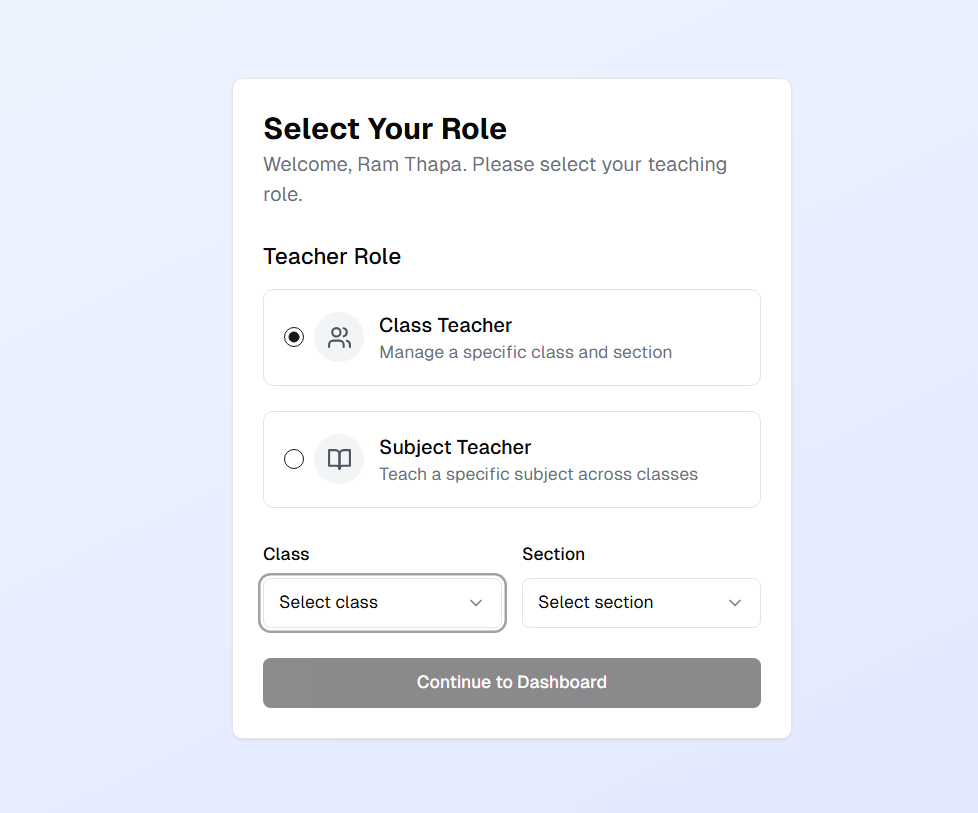 Select Your Role
Welcome, Ram Thapa. Please select your teaching
role.
Teacher Role
Class Teacher
Manage a specific class and section
Subject Teacher
Teach a specific subject across classes
Class
Section
Select class
Select section
Continue to Dashboard